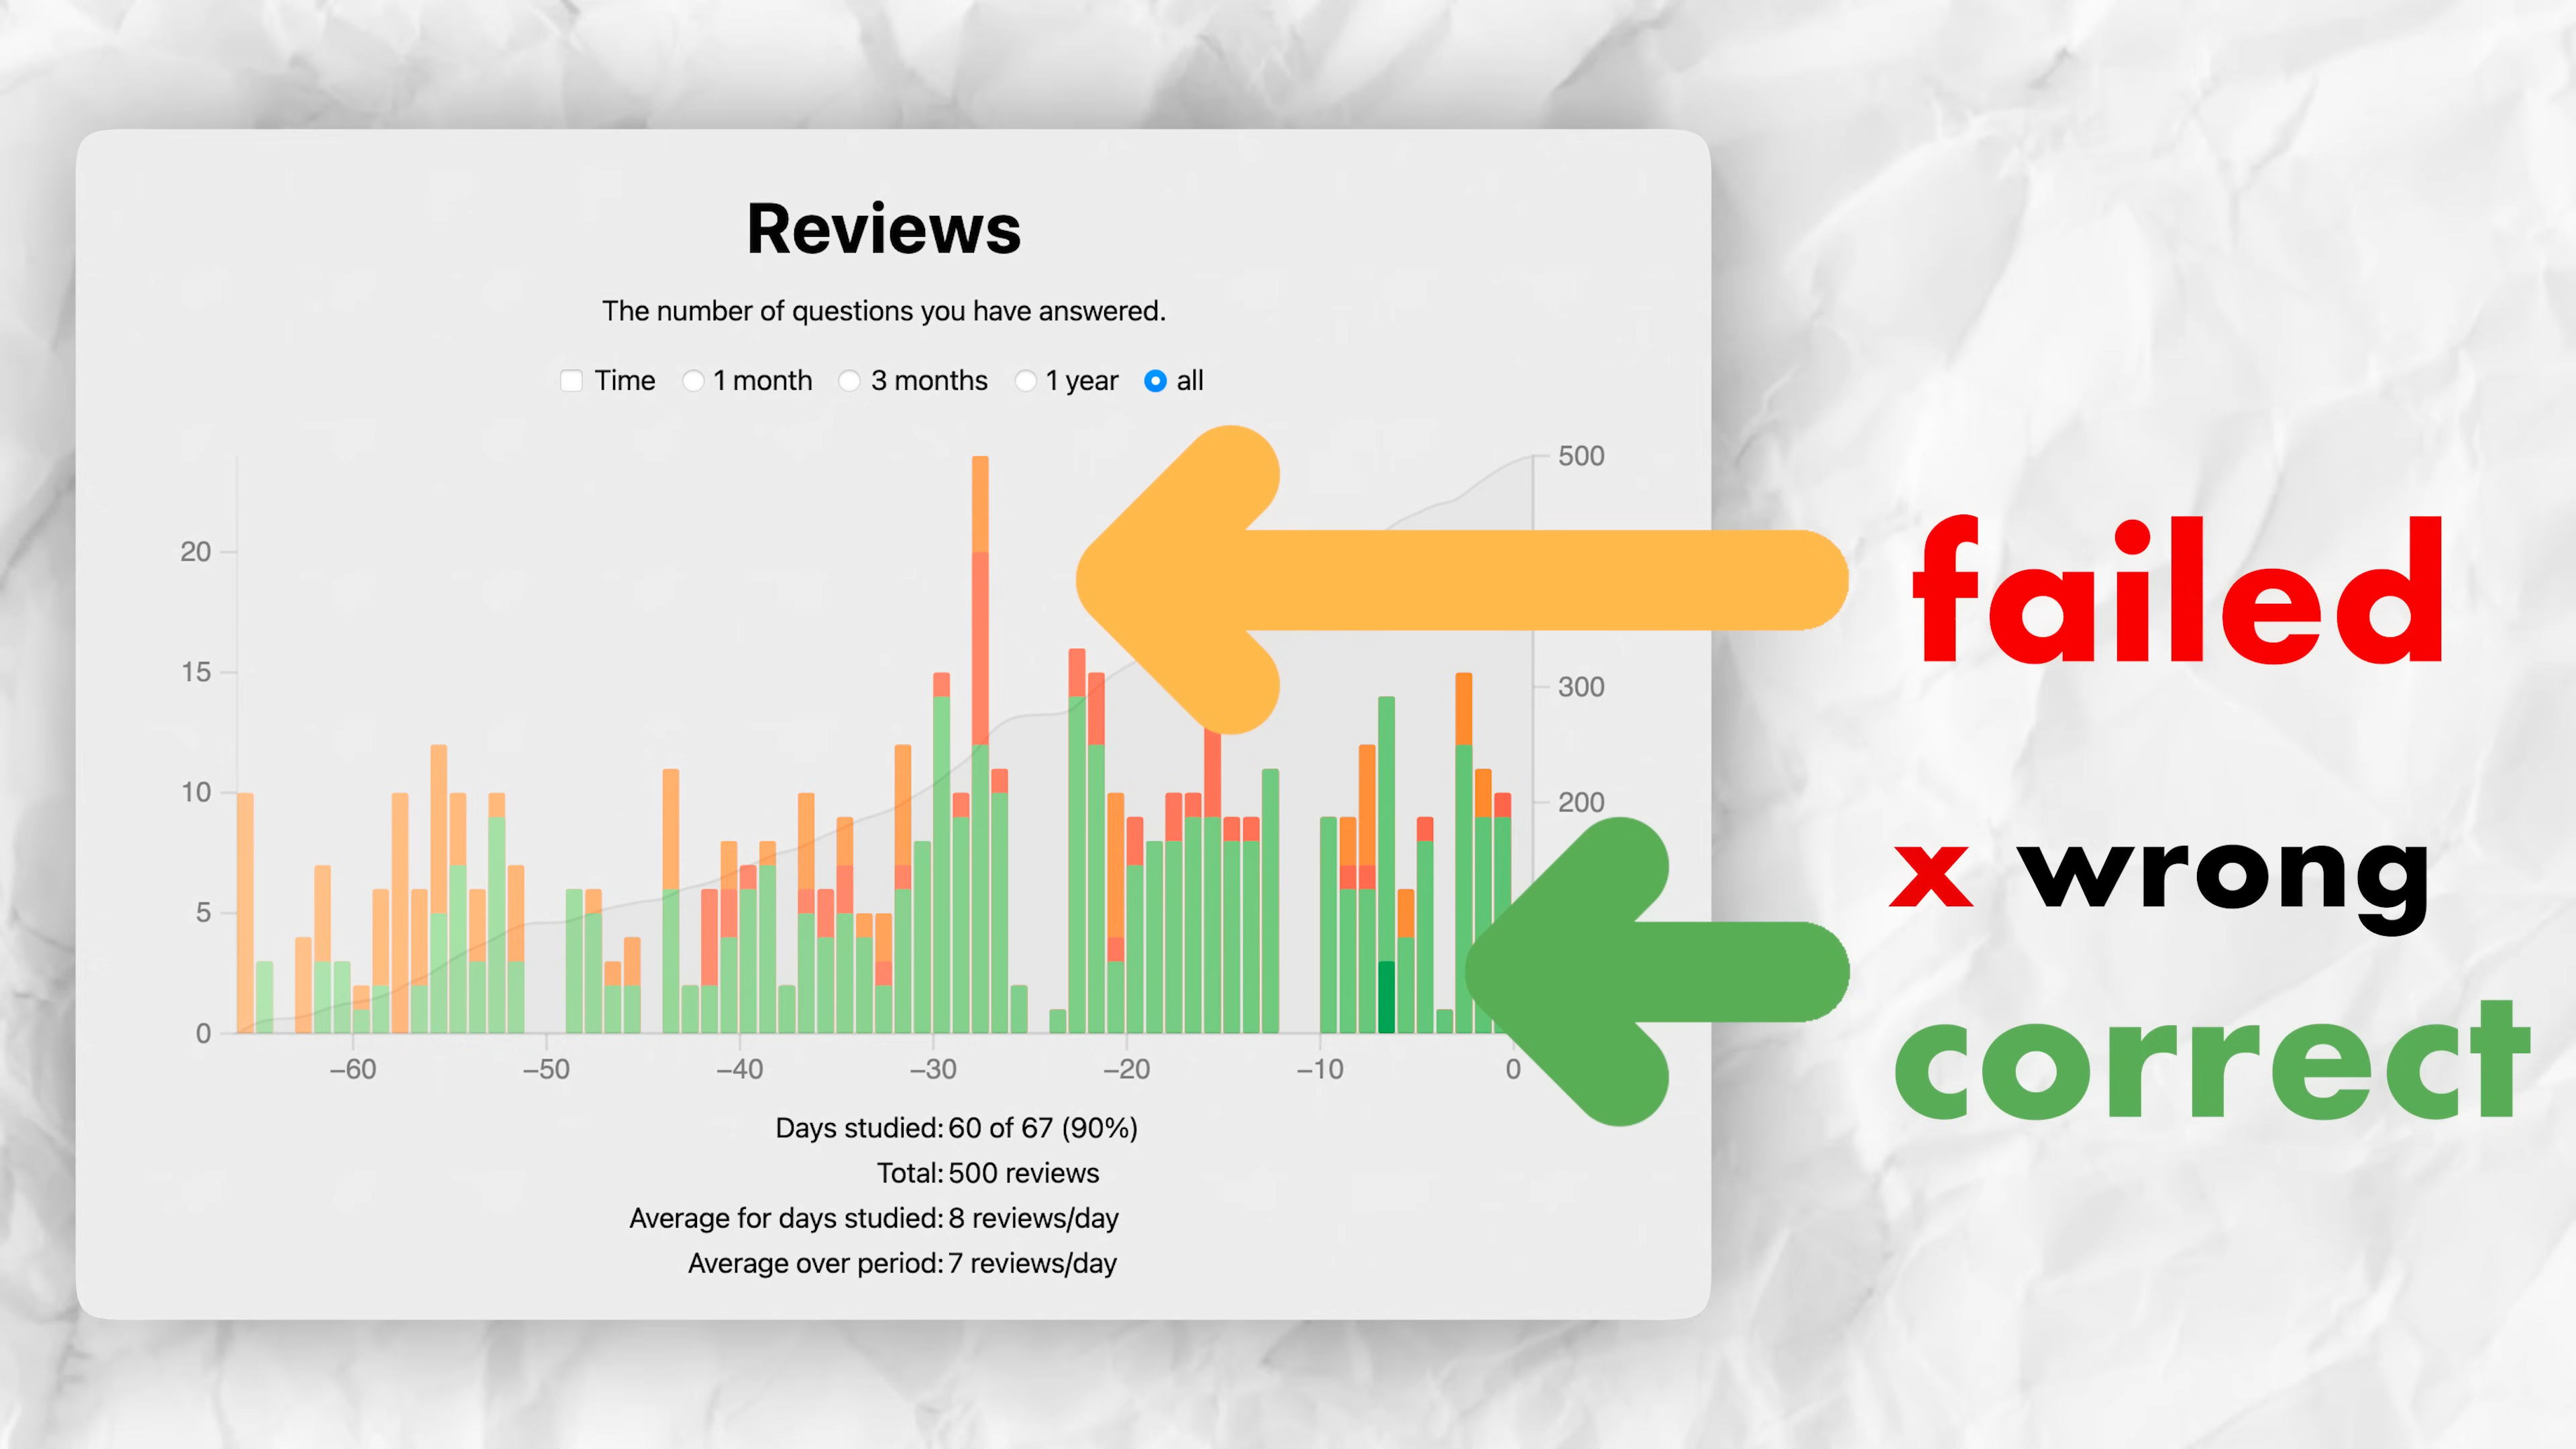 Reviews
The number of questions you have answered.
Time 1 month 3 months 1 year all
20
15
10
5
0
500
300
200
−60 −50 −40 −30 −20 −10 0
Days studied: 60 of 67 (90%)
Total: 500 reviews
Average for days studied: 8 reviews/day
Average over period: 7 reviews/day
failed
x wrong
correct